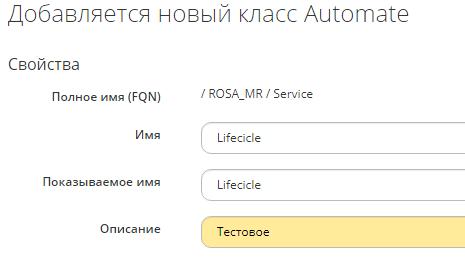 Добавляется новый класс Automate
Свойства
Полное имя (FQN) / ROSA_MR / Service
Имя Lifecicle
Показываемое имя Lifecicle
Описание Тестовое